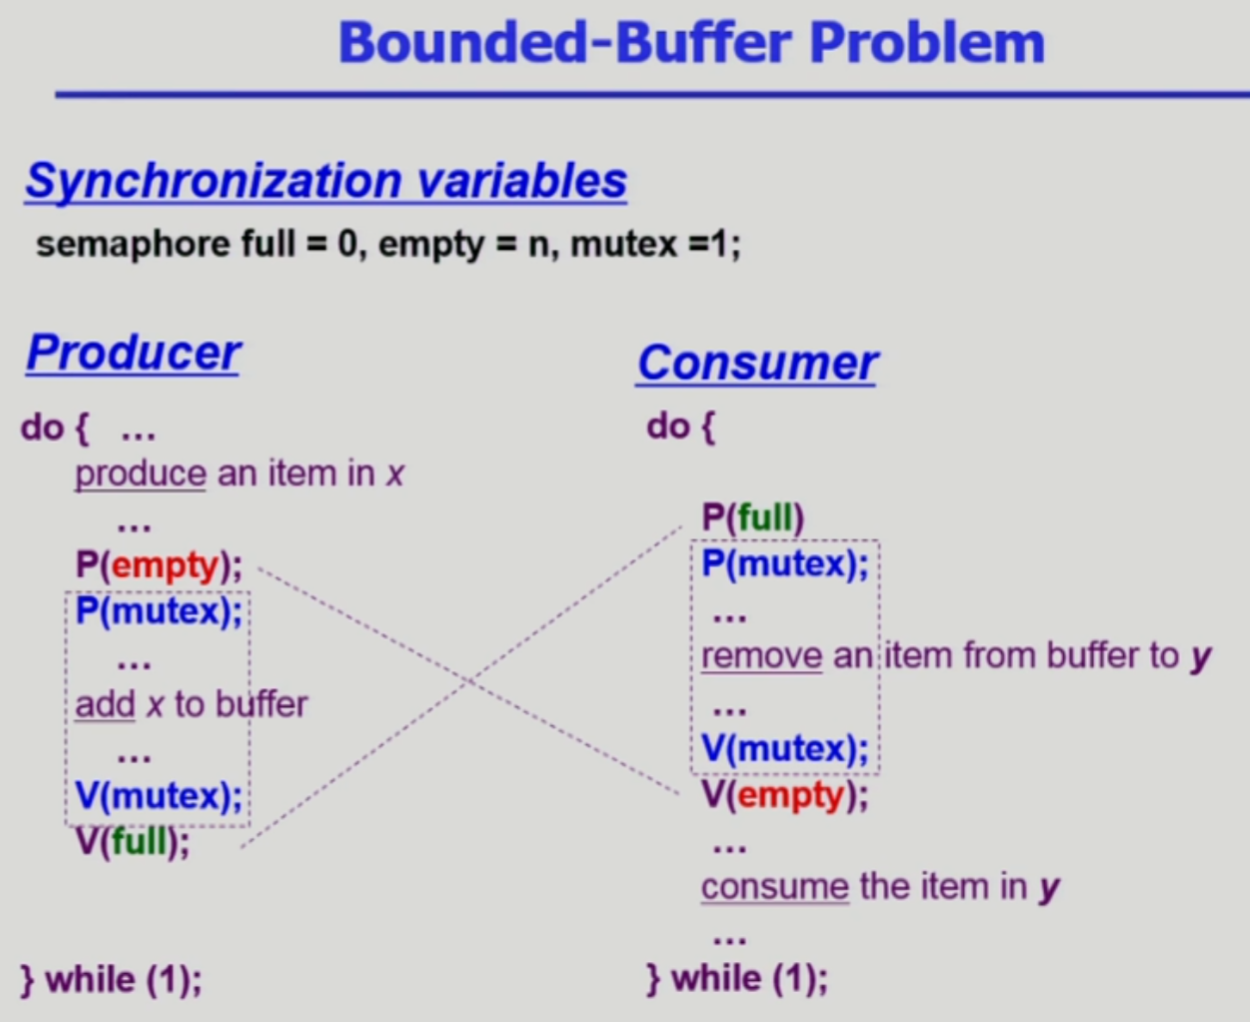 Bounded-Buffer Problem
Synchronization variables
semaphore full = 0, empty = n, mutex =1;
Producer
do { ...
produce an item in x
...
P(empty);
P(mutex);
...
add x to buffer
...
V(mutex);
V(full);
} while (1);
Consumer
do {
P(full)
P(mutex);
...
remove an item from buffer to y
...
V(mutex);
V(empty);
...
consume the item in y
...
} while (1);